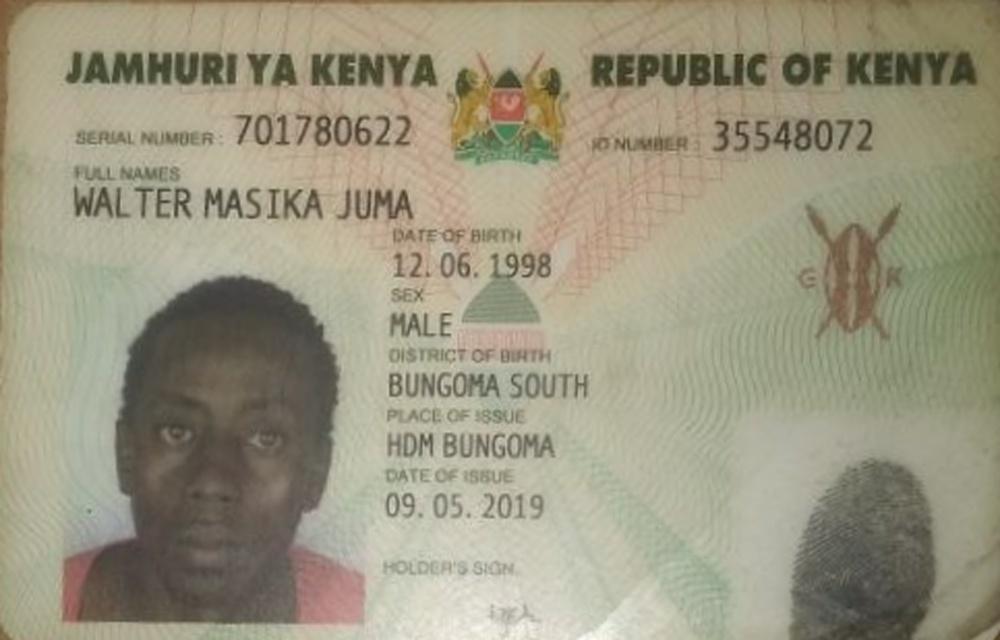 JAMHURI YA KENYA REPUBLIC OF KENYA
SERIAL NUMBER : 701780622 ID NUMBER : 35548072
FULL NAMES
WALTER MASIKA JUMA
DATE OF BIRTH
12. 06. 1998
SEX
MALE
G K
DISTRICT OF BIRTH
BUNGOMA SOUTH
PLACE OF ISSUE
HDM BUNGOMA
DATE OF ISSUE
09. 05. 2019
HOLDER'S SIGN.